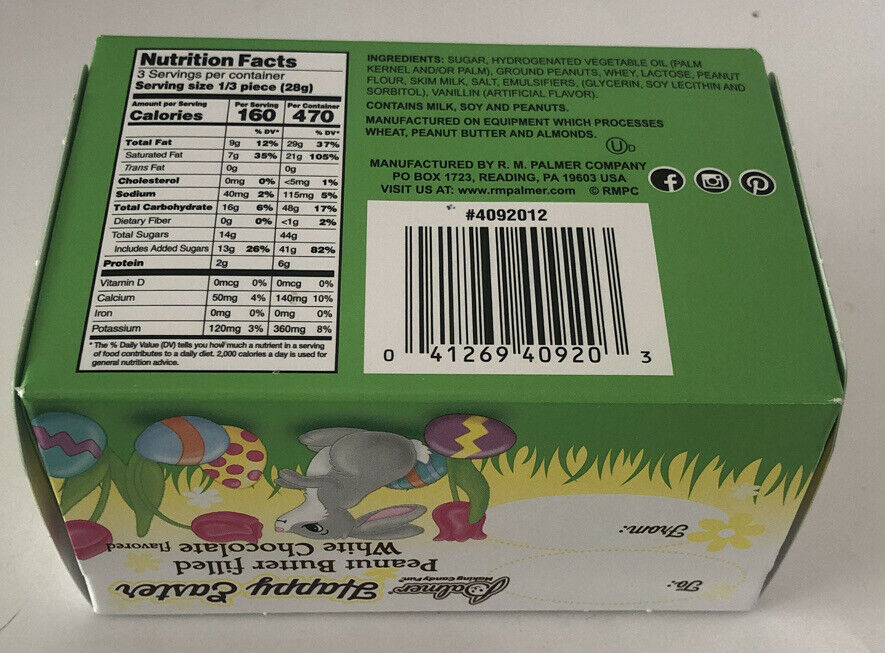 Nutrition Facts
3 Servings per container
Serving size 1/3 piece (28g)
Amount per Serving Per Serving Per Container
Calories 160 470
% DV* % DV*
Total Fat 9g 12% 29g 37%
Saturated Fat 7g 35% 21g 105%
Trans Fat 0g 0g
Cholesterol 0mg 0% <5mg 1%
Sodium 40mg 2% 115mg 5%
Total Carbohydrate 16g 6% 48g 17%
Dietary Fiber 0g 0% <1g 2%
Total Sugars 14g 44g
Includes Added Sugars 13g 26% 41g 82%
Protein 2g 6g
Vitamin D 0mcg 0% 0mcg 0%
Calcium 50mg 4% 140mg 10%
Iron 0mg 0% 0mg 0%
Potassium 120mg 3% 360mg 8%
* The % Daily Value (DV) tells you how much a nutrient in a serving
of food contributes to a daily diet. 2,000 calories a day is used for
general nutrition advice.
INGREDIENTS: SUGAR, HYDROGENATED VEGETABLE OIL (PALM
KERNEL AND/OR PALM), GROUND PEANUTS, WHEY, LACTOSE, PEANUT
FLOUR, SKIM MILK, SALT, EMULSIFIERS, (GLYCERIN, SOY LECITHIN AND
SORBITOL), VANILLIN (ARTIFICIAL FLAVOR).
CONTAINS MILK, SOY AND PEANUTS.
MANUFACTURED ON EQUIPMENT WHICH PROCESSES
WHEAT, PEANUT BUTTER AND ALMONDS.
U D
MANUFACTURED BY R. M. PALMER COMPANY
PO BOX 1723, READING, PA 19603 USA
VISIT US AT: www.rmpalmer.com © RMPC
#4092012
0 41269 40920 3
Palmer
Making Candy Fun.
Happy Easter
Peanut Butter filled
White Chocolate flavored
To:
From: